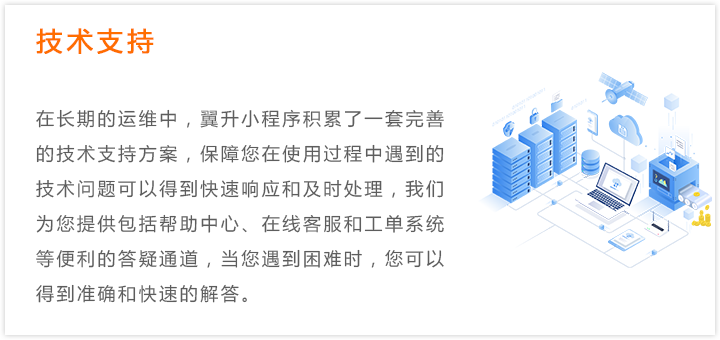 技术支持
在长期的运维中，翼升小程序积累了一套完善
的技术支持方案，保障您在使用过程中遇到的
技术问题可以得到快速响应和及时处理，我们
为您提供包括帮助中心、在线客服和工单系统
等便利的答疑通道，当您遇到困难时，您可以
得到准确和快速的解答。